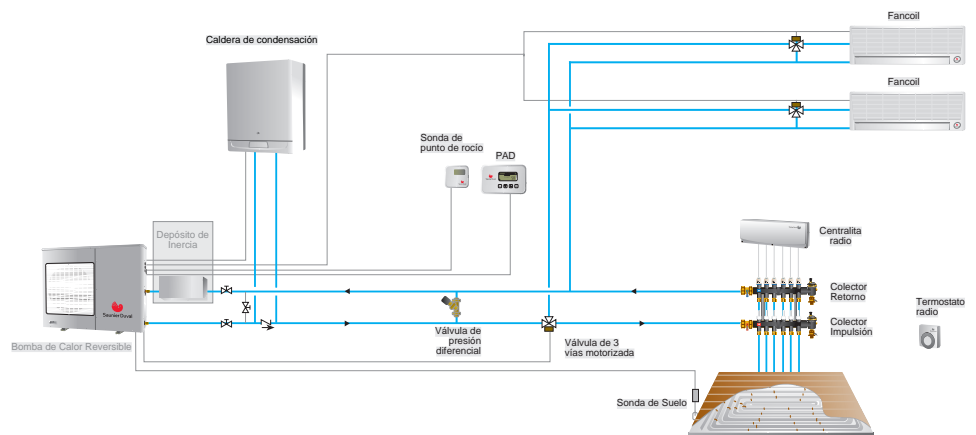 Fancoil
Caldera de condensación
Fancoil
Sonda de
punto de rocío
PAD
Depósito de
Inercia
Centralita
radio
Saunier Duval
Colector
Retorno
Termostato
radio
Colector
Impulsión
Válvula de
presión
diferencial
Válvula de 3
vías motorizada
Bomba de Calor Reversible
Sonda de Suelo